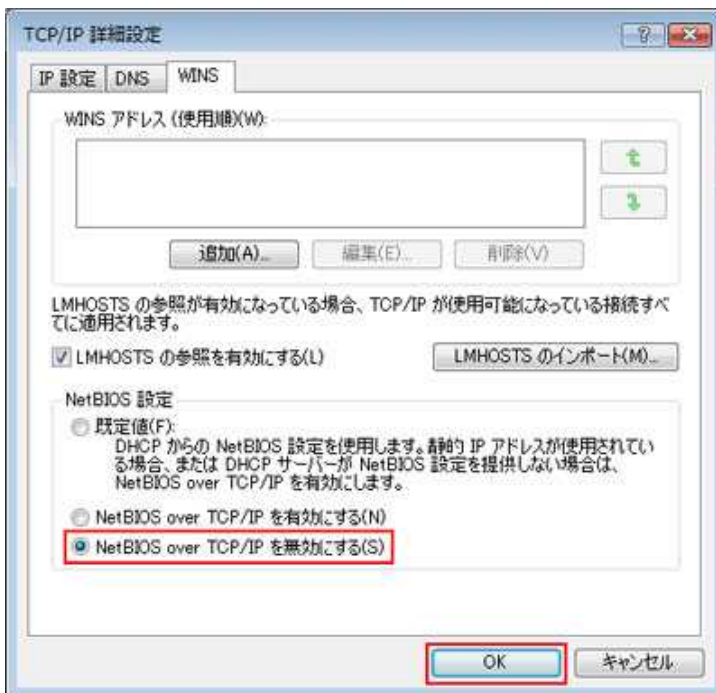 TCP/IP 詳細設定
IP 設定 DNS WINS
WINS アドレス (使用順)(W):
追加(A)... 編集(E)... 削除(V)
LMHOSTS の参照が有効になっている場合、TCP/IP が使用可能になっている接続すべ
てに適用されます。
LMHOSTS の参照を有効にする(L) LMHOSTS のインポート(M)...
NetBIOS 設定
既定値(F):
DHCP からの NetBIOS 設定を使用します。静的 IP アドレスが使用されてい
る場合、または DHCP サーバーが NetBIOS 設定を提供しない場合は、
NetBIOS over TCP/IP を有効にします。
NetBIOS over TCP/IP を有効にする(N)
NetBIOS over TCP/IP を無効にする(S)
OK キャンセル